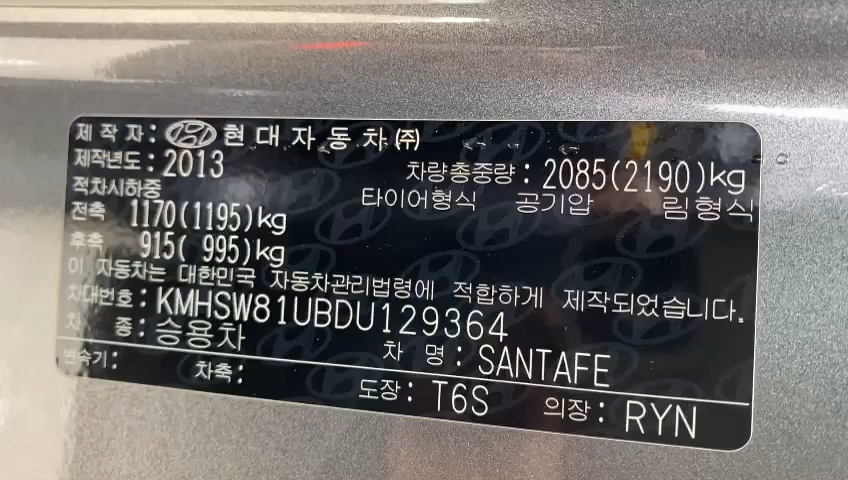 제 작 자 : 현 대 자 동 차 ㈜
제작년도 : 2013 차량총중량 : 2085(2190)kg
적차시하중 타이어형식 공기압 림형식
전축 1170(1195)kg
후축 915( 995)kg
이 자동차는 대한민국 자동차관리법령에 적합하게 제작되었습니다.
차대번호 : KMHSW81UBDU129364
차 종 : 승용차 차 명 : SANTAFE
변속기 : 차축 : 도장 : T6S 의장 : RYN